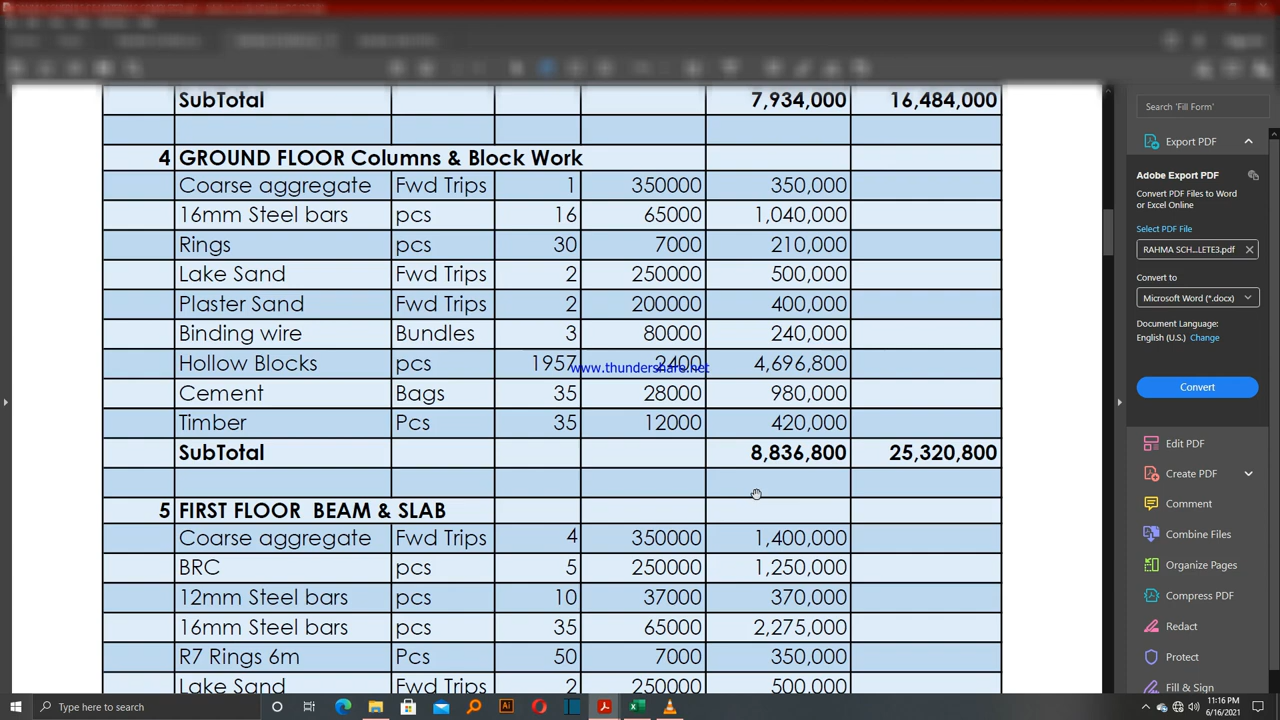 SubTotal 7,934,000 16,484,000
4 GROUND FLOOR Columns & Block Work
Coarse aggregate Fwd Trips 1 350000 350,000
16mm Steel bars pcs 16 65000 1,040,000
Rings pcs 30 7000 210,000
Lake Sand Fwd Trips 2 250000 500,000
Plaster Sand Fwd Trips 2 200000 400,000
Binding wire Bundles 3 80000 240,000
Hollow Blocks pcs 1957 2400 4,696,800
www.thundershare.net
Cement Bags 35 28000 980,000
Timber Pcs 35 12000 420,000
SubTotal 8,836,800 25,320,800
5 FIRST FLOOR BEAM & SLAB
Coarse aggregate Fwd Trips 4 350000 1,400,000
BRC pcs 5 250000 1,250,000
12mm Steel bars pcs 10 37000 370,000
16mm Steel bars pcs 35 65000 2,275,000
R7 Rings 6m Pcs 50 7000 350,000
Lake Sand Fwd Trips 2 250000 500,000
Search 'Fill Form'
Export PDF
Adobe Export PDF
Convert PDF Files to Word
or Excel Online
Select PDF File
RAHMA SCH...LETE3.pdf
Convert to
Microsoft Word (*.docx)
Document Language:
English (U.S.) Change
Convert
Edit PDF
Create PDF
Comment
Combine Files
Organize Pages
Compress PDF
Redact
Protect
Fill & Sign
Type here to search
11:16 PM
6/16/2021